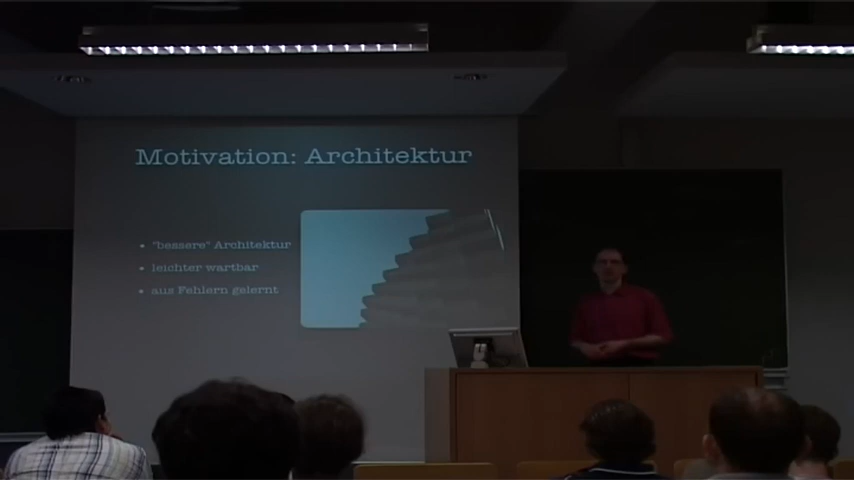 Motivation: Architektur
• "bessere" Architektur
• leichter wartbar
• aus Fehlern gelernt